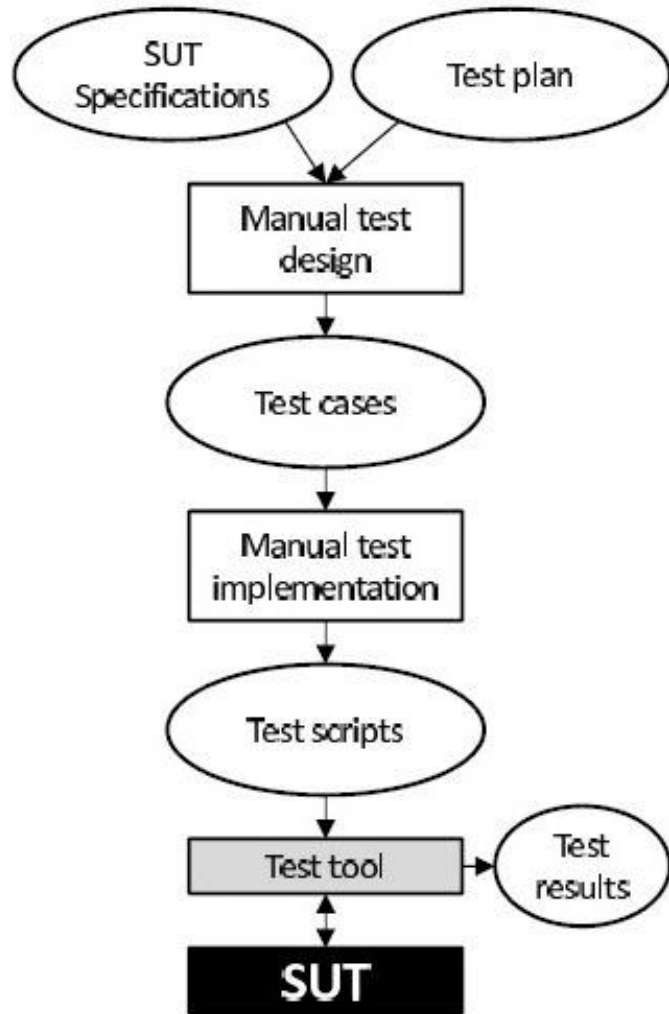 SUT
Specifications
Test plan
Manual test
design
Test cases
Manual test
implementation
Test scripts
Test tool
Test
results
SUT